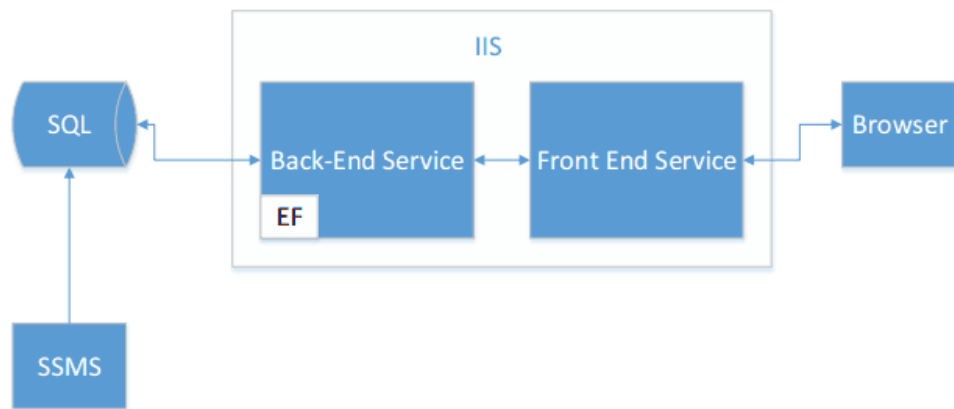 IIS
SQL
Back-End Service
Front End Service
Browser
EF
SSMS